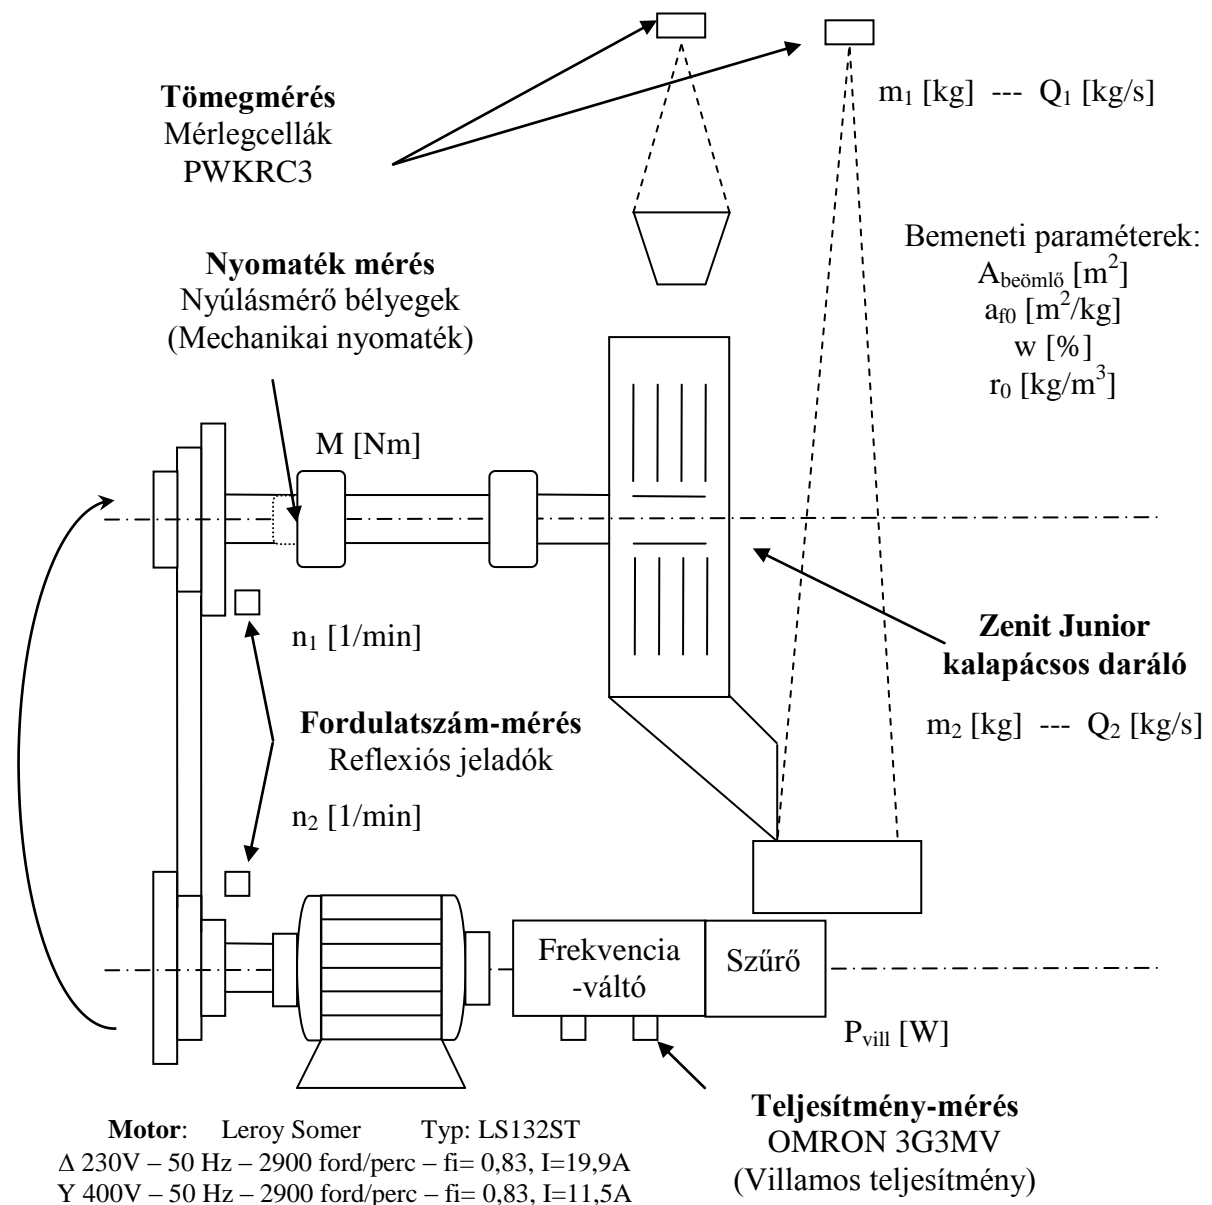 Tömegmérés
Mérlegcellák
PWKRC3
m₁ [kg] --- Q₁ [kg/s]
Bemeneti paraméterek:
A_beömlő [m²]
a_f0 [m²/kg]
w [%]
r₀ [kg/m³]
Nyomaték mérés
Nyúlásmérő bélyegek
(Mechanikai nyomaték)
M [Nm]
n₁ [1/min]
Zenit Junior
kalapácsos daráló
m₂ [kg] --- Q₂ [kg/s]
Fordulatszám-mérés
Reflexiós jeladók
n₂ [1/min]
Frekvencia
-váltó
Szűrő
P_vill [W]
Teljesítmény-mérés
OMRON 3G3MV
(Villamos teljesítmény)
Motor: Leroy Somer Typ: LS132ST
Δ 230V – 50 Hz – 2900 ford/perc – fi= 0,83, I=19,9A
Y 400V – 50 Hz – 2900 ford/perc – fi= 0,83, I=11,5A